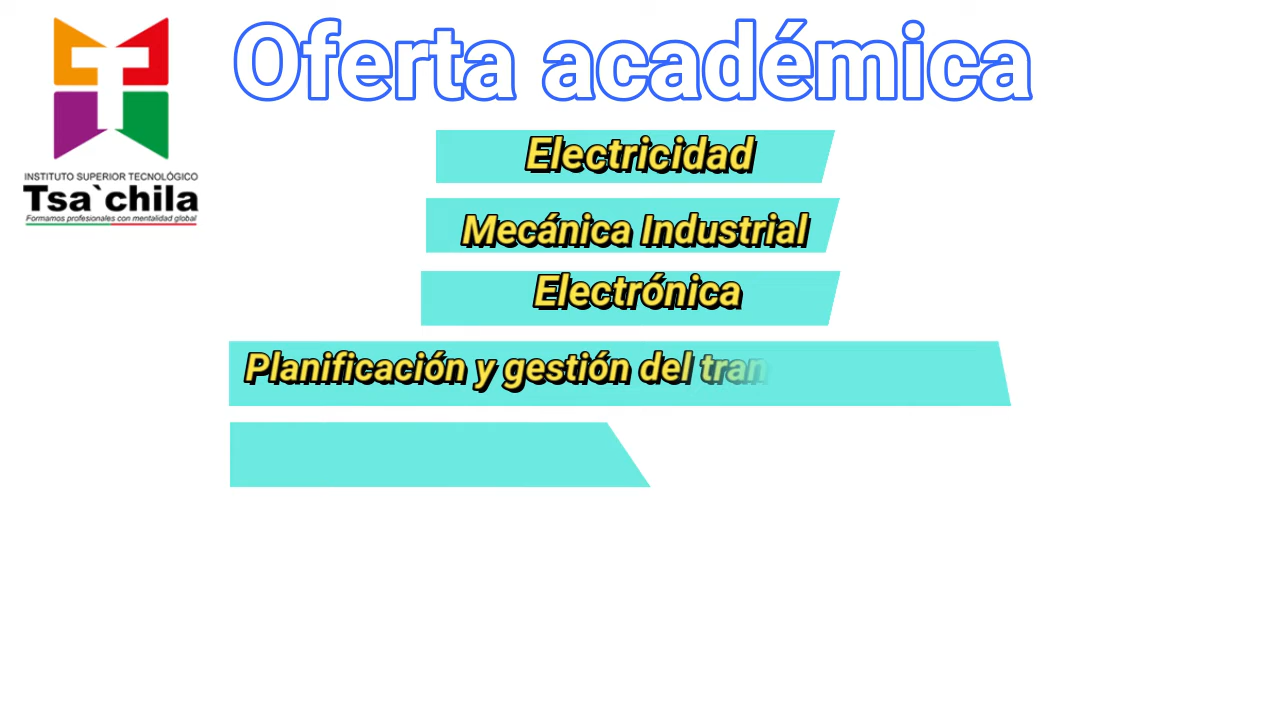 Oferta académica
INSTITUTO SUPERIOR TECNOLÓGICO
Tsa`chila
Formamos profesionales con mentalidad global
Electricidad
Mecánica Industrial
Electrónica
Planificación y gestión del tran